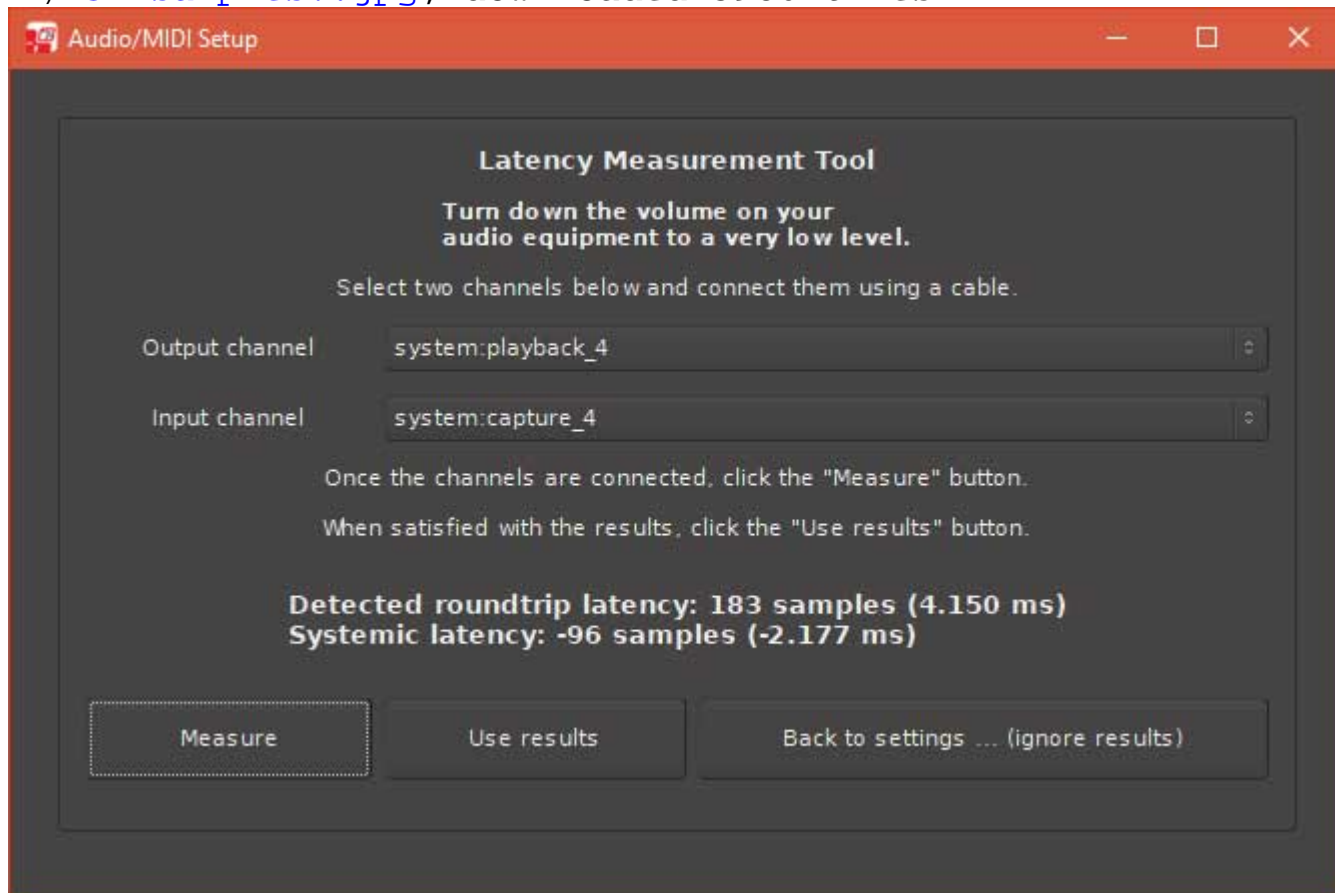 Audio/MIDI Setup
Latency Measurement Tool
Turn down the volume on your
audio equipment to a very low level.
Select two channels below and connect them using a cable.
Output channel system:playback_4
Input channel system:capture_4
Once the channels are connected, click the "Measure" button.
When satisfied with the results, click the "Use results" button.
Detected roundtrip latency: 183 samples (4.150 ms)
Systemic latency: -96 samples (-2.177 ms)
Measure Use results Back to settings ... (ignore results)